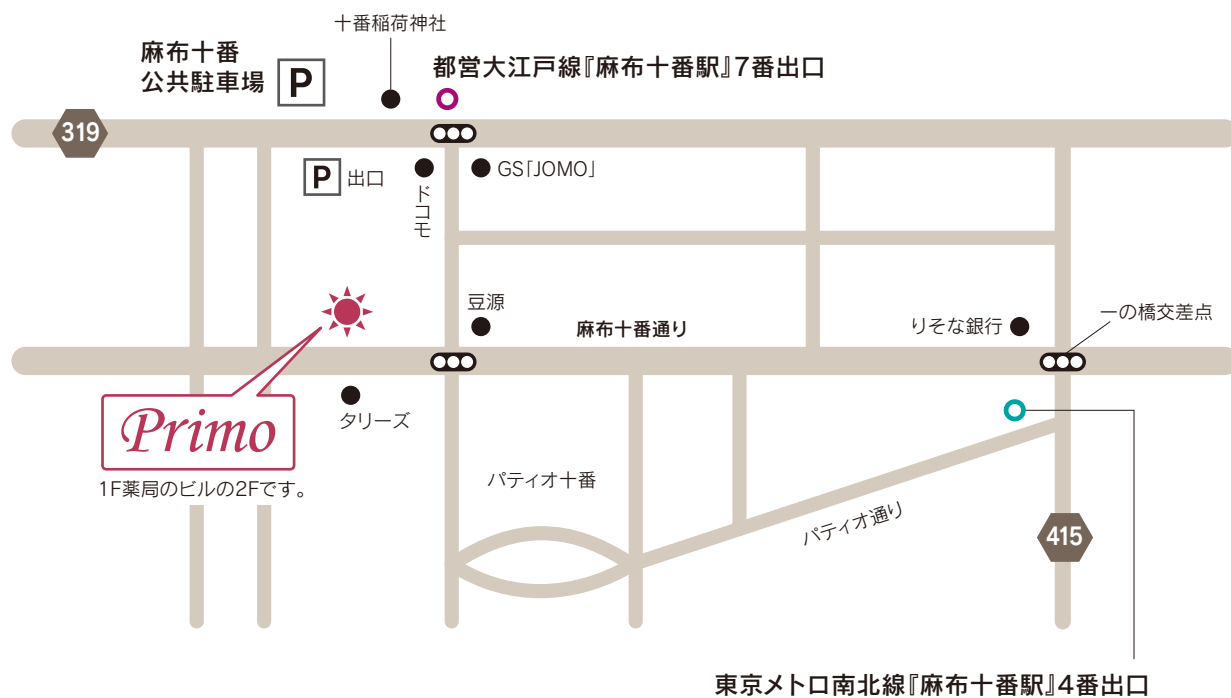 十番稲荷神社
麻布十番
公共駐車場
P
都営大江戸線『麻布十番駅』7番出口
319
P
出口
ドコモ
GS「JOMO」
豆源
麻布十番通り
りそな銀行
一の橋交差点
タリーズ
Primo
1F薬局のビルの2Fです。
パティオ十番
パティオ通り
415
東京メトロ南北線『麻布十番駅』4番出口